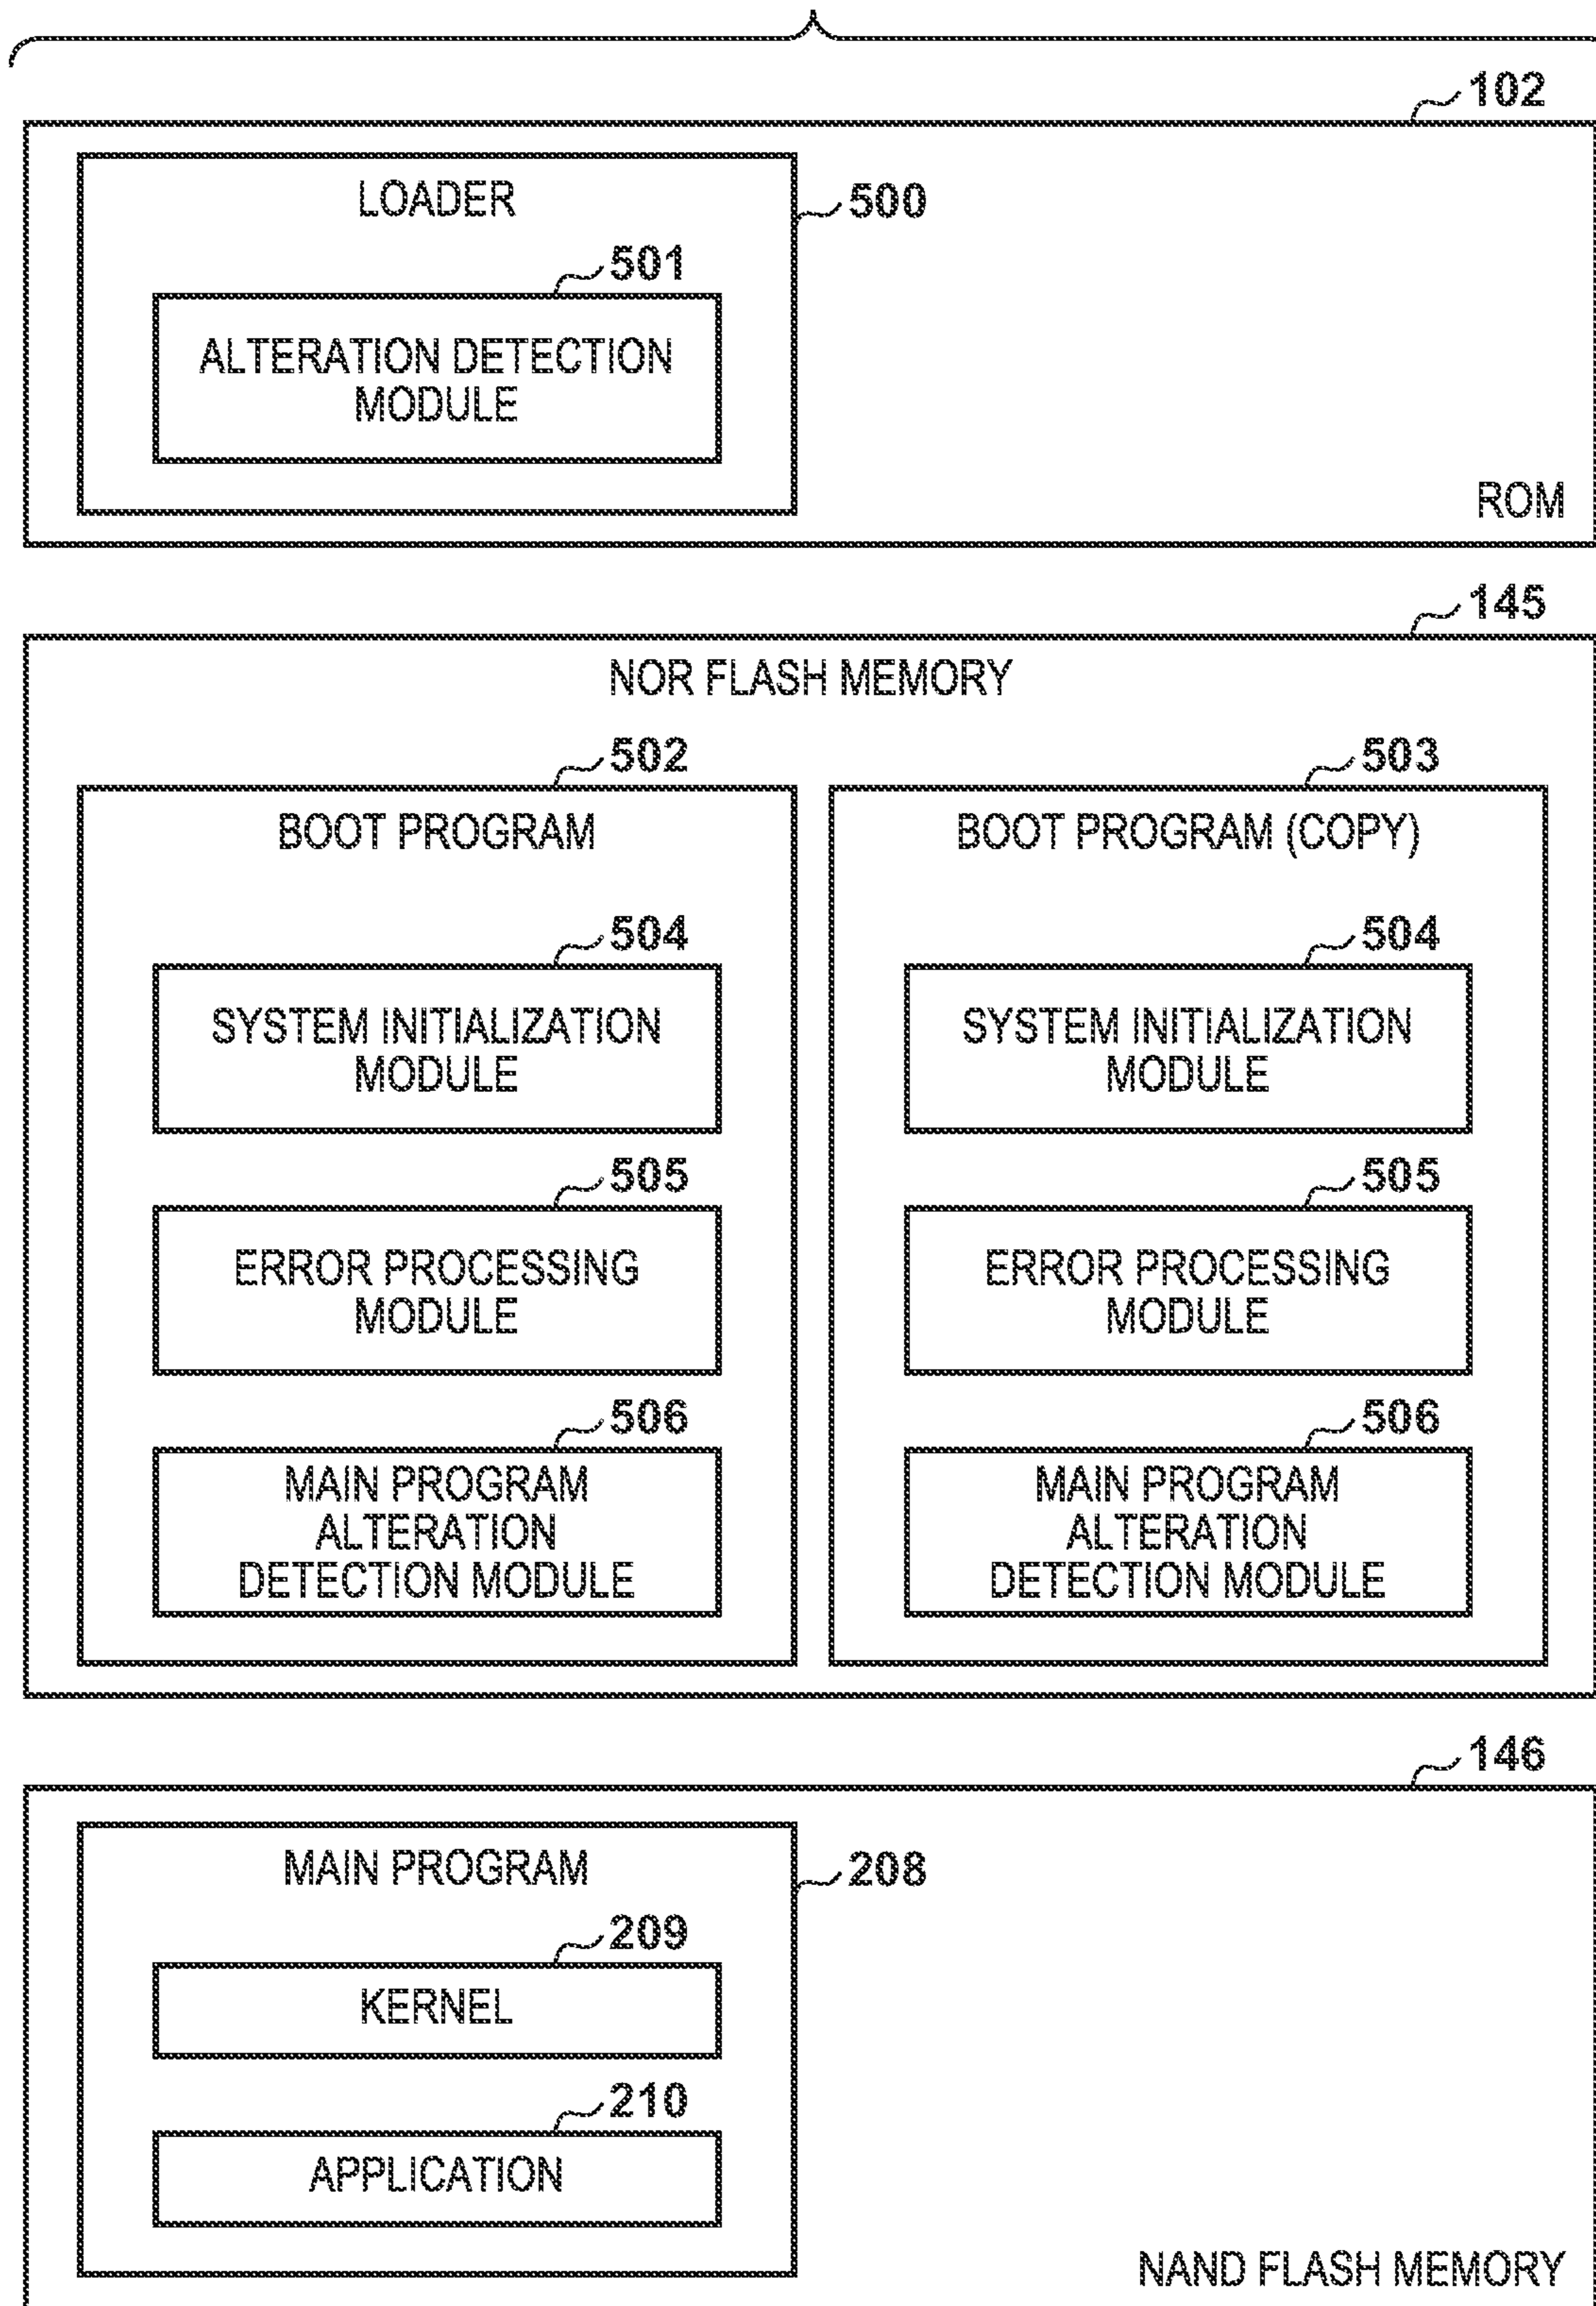 102
LOADER
500
501
ALTERATION DETECTION
MODULE
ROM
145
NOR FLASH MEMORY
502
503
BOOT PROGRAM
BOOT PROGRAM (COPY)
504
504
SYSTEM INITIALIZATION
MODULE
SYSTEM INITIALIZATION
MODULE
505
505
ERROR PROCESSING
MODULE
ERROR PROCESSING
MODULE
506
506
MAIN PROGRAM
ALTERATION
DETECTION MODULE
MAIN PROGRAM
ALTERATION
DETECTION MODULE
146
MAIN PROGRAM
208
209
KERNEL
210
APPLICATION
NAND FLASH MEMORY